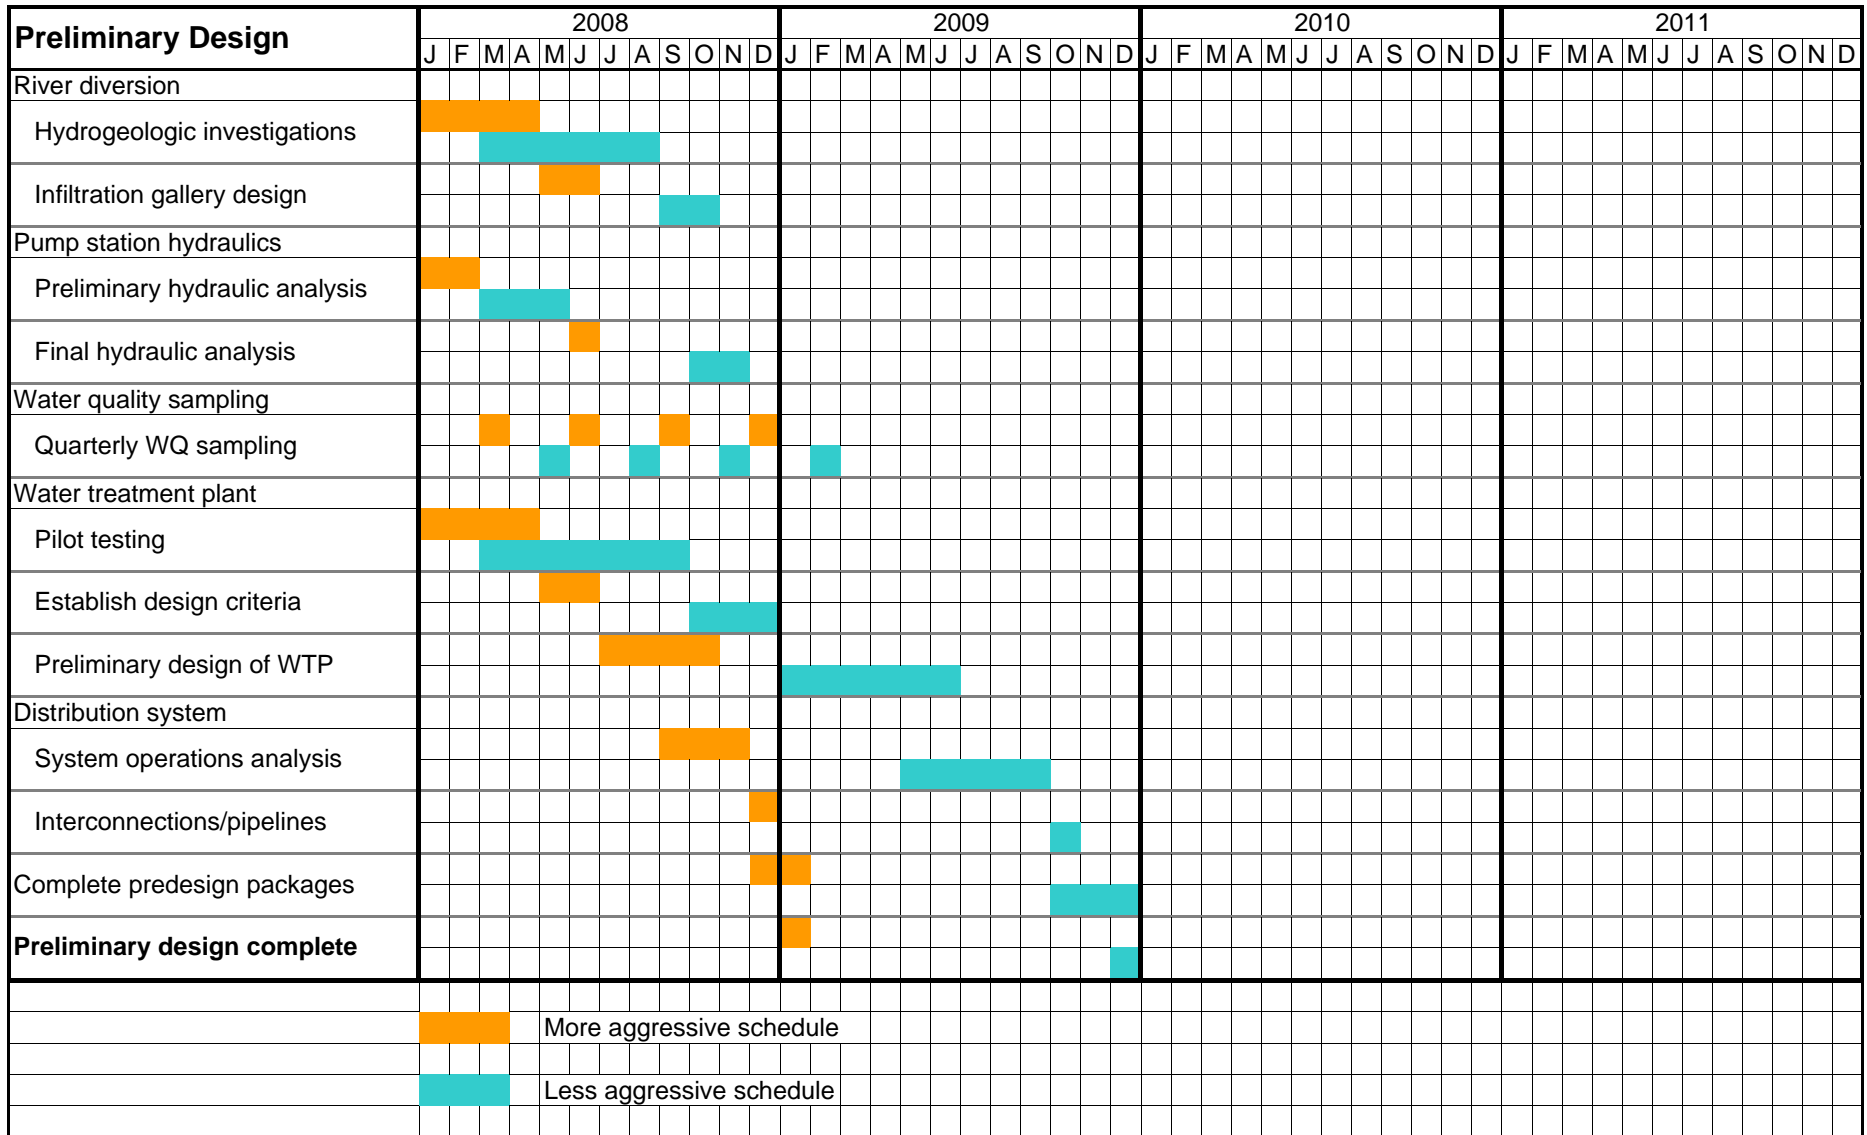 Preliminary Design
2008 2009 2010 2011
J F M A M J J A S O N D J F M A M J J A S O N D J F M A M J J A S O N D J F M A M J J A S O N D
River diversion
Hydrogeologic investigations
Infiltration gallery design
Pump station hydraulics
Preliminary hydraulic analysis
Final hydraulic analysis
Water quality sampling
Quarterly WQ sampling
Water treatment plant
Pilot testing
Establish design criteria
Preliminary design of WTP
Distribution system
System operations analysis
Interconnections/pipelines
Complete predesign packages
Preliminary design complete
More aggressive schedule
Less aggressive schedule